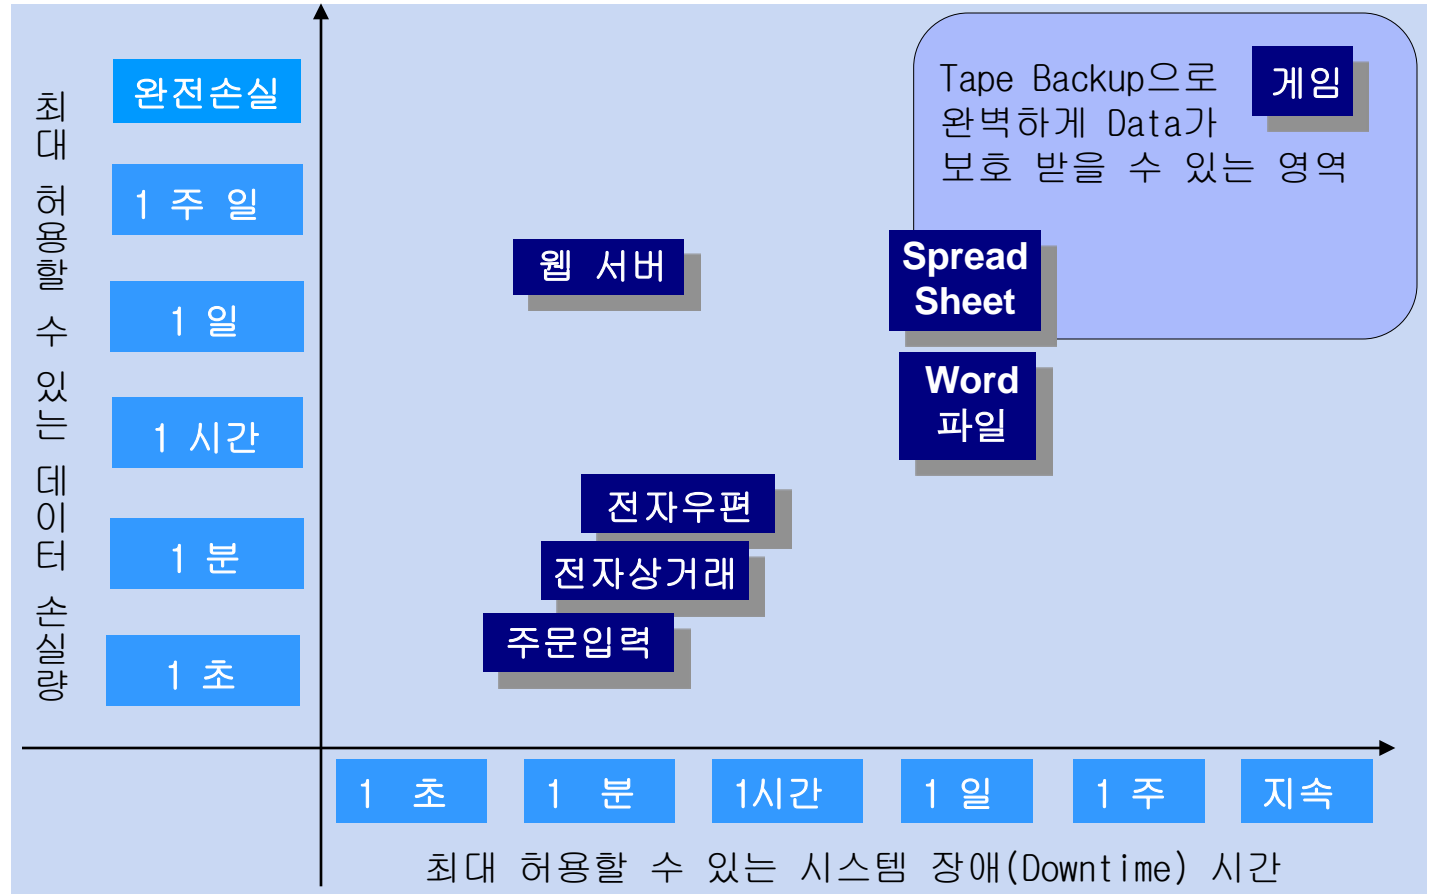 최대 허용할 수 있는 데이터 손실량
완전손실
1 주 일
1 일
1 시간
1 분
1 초
Tape Backup으로
완벽하게 Data가
보호 받을 수 있는 영역
게임
웹 서버
Spread
Sheet
Word
파일
전자우편
전자상거래
주문입력
1 초
1 분
1시간
1 일
1 주
지속
최대 허용할 수 있는 시스템 장애(Downtime) 시간